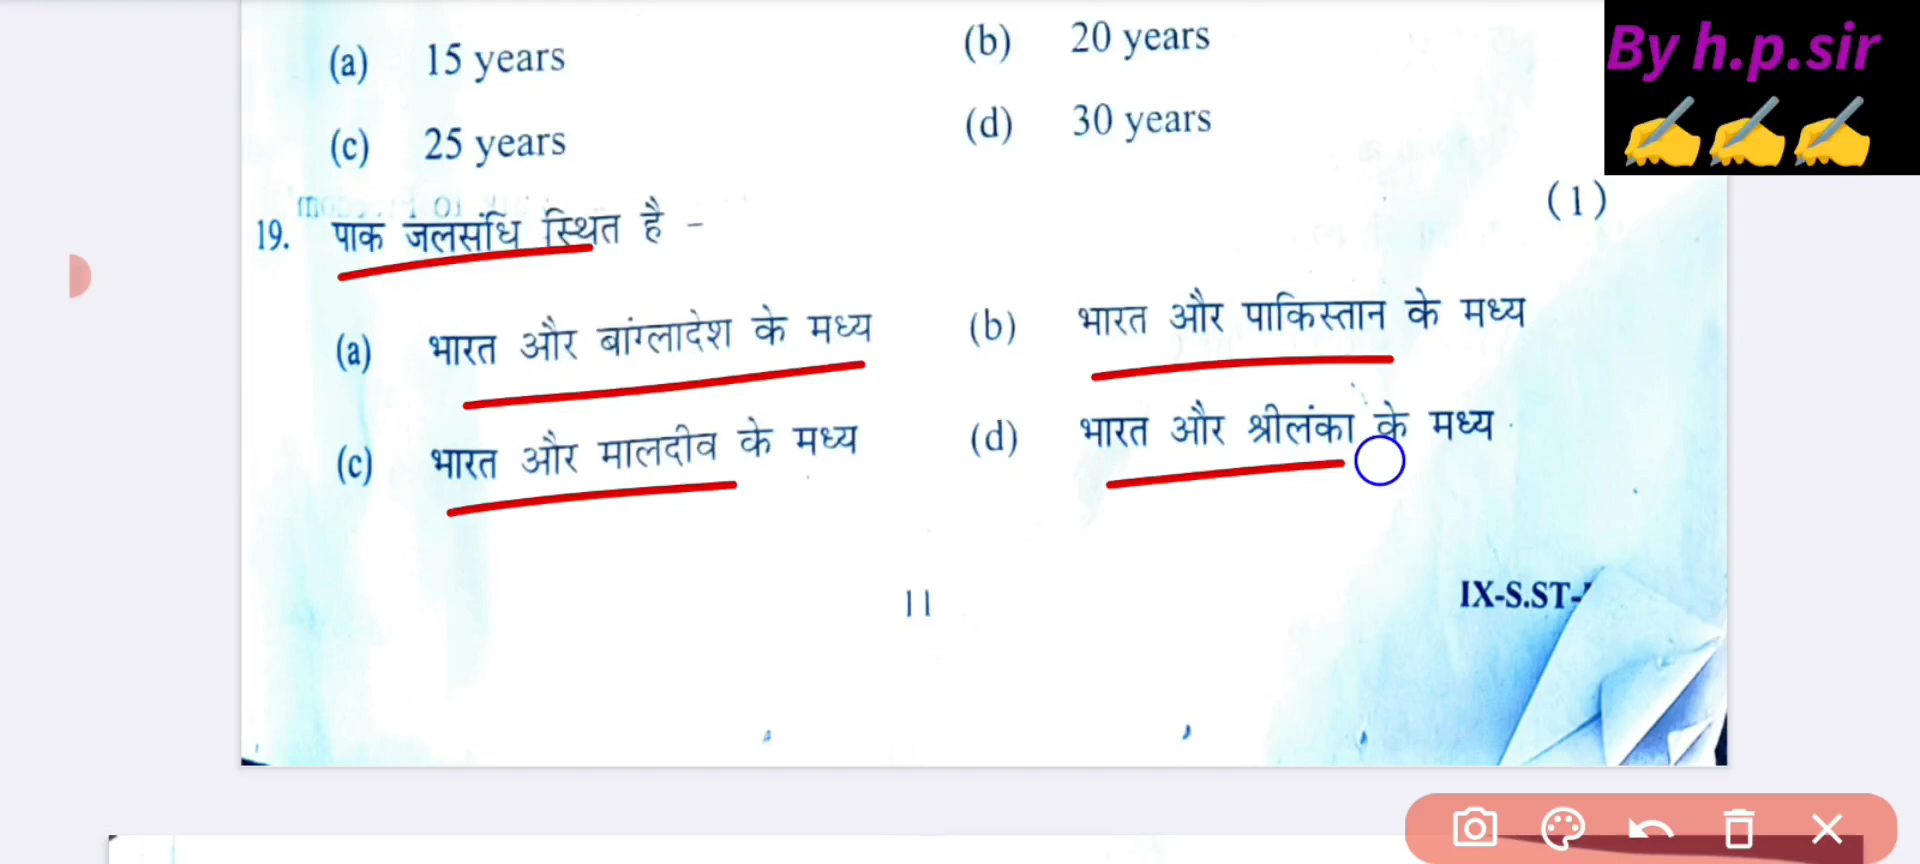 By h.p.sir
(a) 15 years (b) 20 years
(c) 25 years (d) 30 years
(1)
19. पाक जलसंधि स्थित है -
(a) भारत और बांग्लादेश के मध्य (b) भारत और पाकिस्तान के मध्य
(c) भारत और मालदीव के मध्य (d) भारत और श्रीलंका के मध्य
11
IX-S.ST-